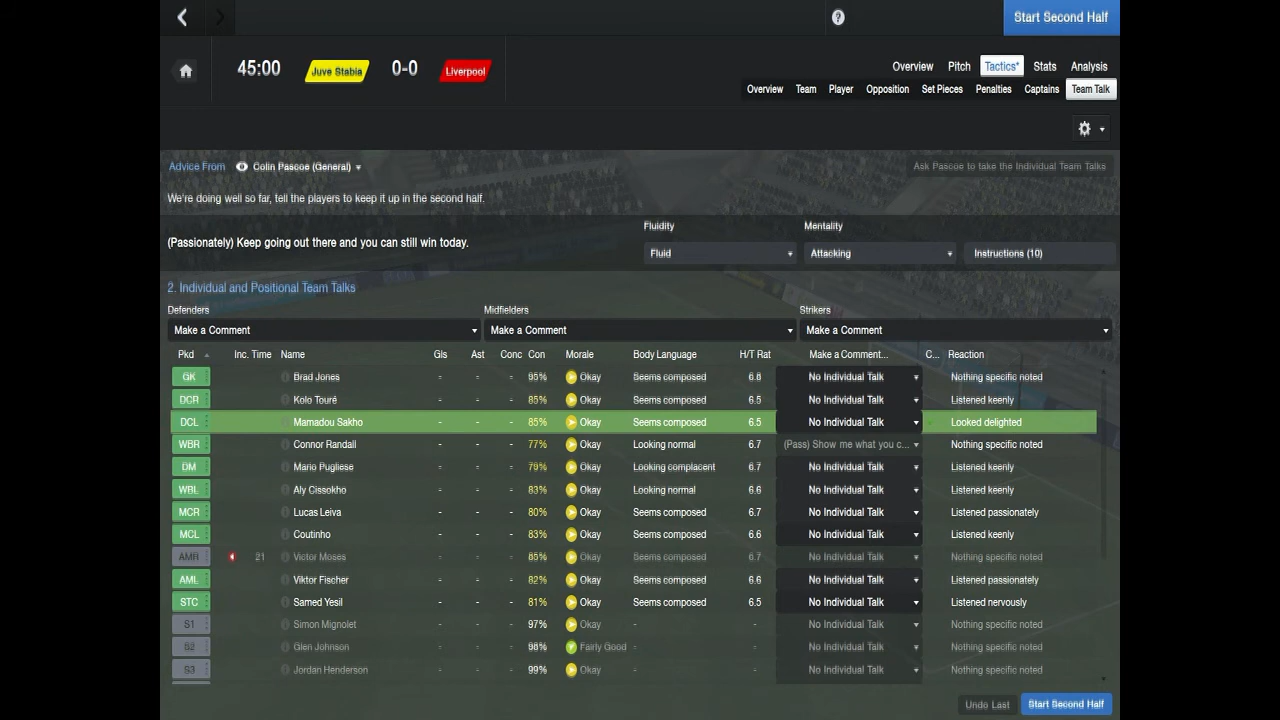 Start Second Half
45:00 Juve Stabia 0-0 Liverpool
Overview Pitch Tactics* Stats Analysis
Overview Team Player Opposition Set Pieces Penalties Captains Team Talk
Advice From Colin Pascoe (General) Ask Pascoe to take the Individual Team Talks
We're doing well so far, tell the players to keep it up in the second half.
Fluidity Mentality
(Passionately) Keep going out there and you can still win today.
Fluid Attacking Instructions (10)
2. Individual and Positional Team Talks
Defenders Midfielders Strikers
Make a Comment Make a Comment Make a Comment
Pkd Inc. Time Name Gls Ast Conc Con Morale Body Language H/T Rat Make a Comment... C... Reaction
GK Brad Jones - - - 95% Okay Seems composed 6.8 No Individual Talk Nothing specific noted
DCR Kolo Touré - - - 85% Okay Seems composed 6.5 No Individual Talk Listened keenly
DCL Mamadou Sakho - - - 85% Okay Seems composed 6.5 No Individual Talk Looked delighted
WBR Connor Randall - - - 77% Okay Looking normal 6.7 (Pass) Show me what you c... Nothing specific noted
DM Mario Pugliese - - - 79% Okay Looking complacent 6.7 No Individual Talk Listened keenly
WBL Aly Cissokho - - - 83% Okay Looking normal 6.6 No Individual Talk Listened keenly
MCR Lucas Leiva - - - 80% Okay Seems composed 6.7 No Individual Talk Listened passionately
MCL Coutinho - - - 83% Okay Seems composed 6.6 No Individual Talk Listened keenly
AMR 21 Victor Moses - - - 85% Okay Seems composed 6.7 No Individual Talk Nothing specific noted
AML Viktor Fischer - - - 82% Okay Seems composed 6.6 No Individual Talk Listened passionately
STC Samed Yesil - - - 81% Okay Seems composed 6.5 No Individual Talk Listened nervously
S1 Simon Mignolet - - - 97% Okay - - No Individual Talk Nothing specific noted
S2 Glen Johnson - - - 98% Fairly Good - - No Individual Talk Nothing specific noted
S3 Jordan Henderson - - - 99% Okay - - No Individual Talk Nothing specific noted
Undo Last Start Second Half